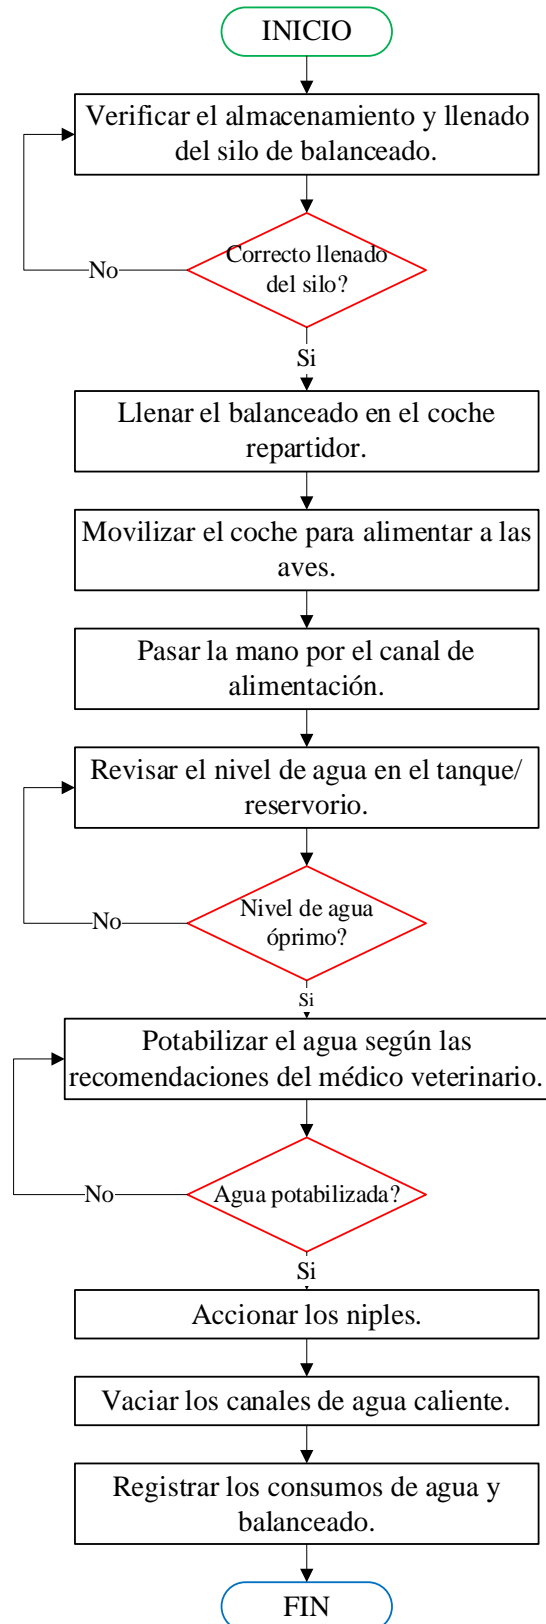 INICIO
Verificar el almacenamiento y llenado
del silo de balanceado.
Correcto llenado
del silo?
No
Si
Llenar el balanceado en el coche
repartidor.
Movilizar el coche para alimentar a las
aves.
Pasar la mano por el canal de
alimentación.
Revisar el nivel de agua en el tanque/
reservorio.
Nivel de agua
óprimo?
No
Si
Potabilizar el agua según las
recomendaciones del médico veterinario.
Agua potabilizada?
No
Si
Accionar los niples.
Vaciar los canales de agua caliente.
Registrar los consumos de agua y
balanceado.
FIN